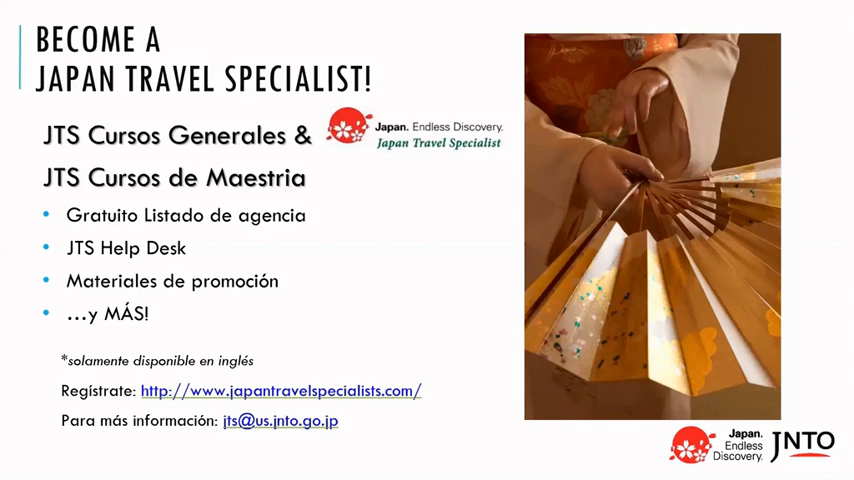 BECOME A
JAPAN TRAVEL SPECIALIST!
JTS Cursos Generales &
Japan. Endless Discovery.
Japan Travel Specialist
JTS Cursos de Maestria
• Gratuito Listado de agencia
• JTS Help Desk
• Materiales de promoción
• ...y MÁS!
*solamente disponible en inglés
Regístrate: http://www.japantravelspecialists.com/
Para más información: jts@us.jnto.go.jp
Japan.
Endless
Discovery.
JNTO